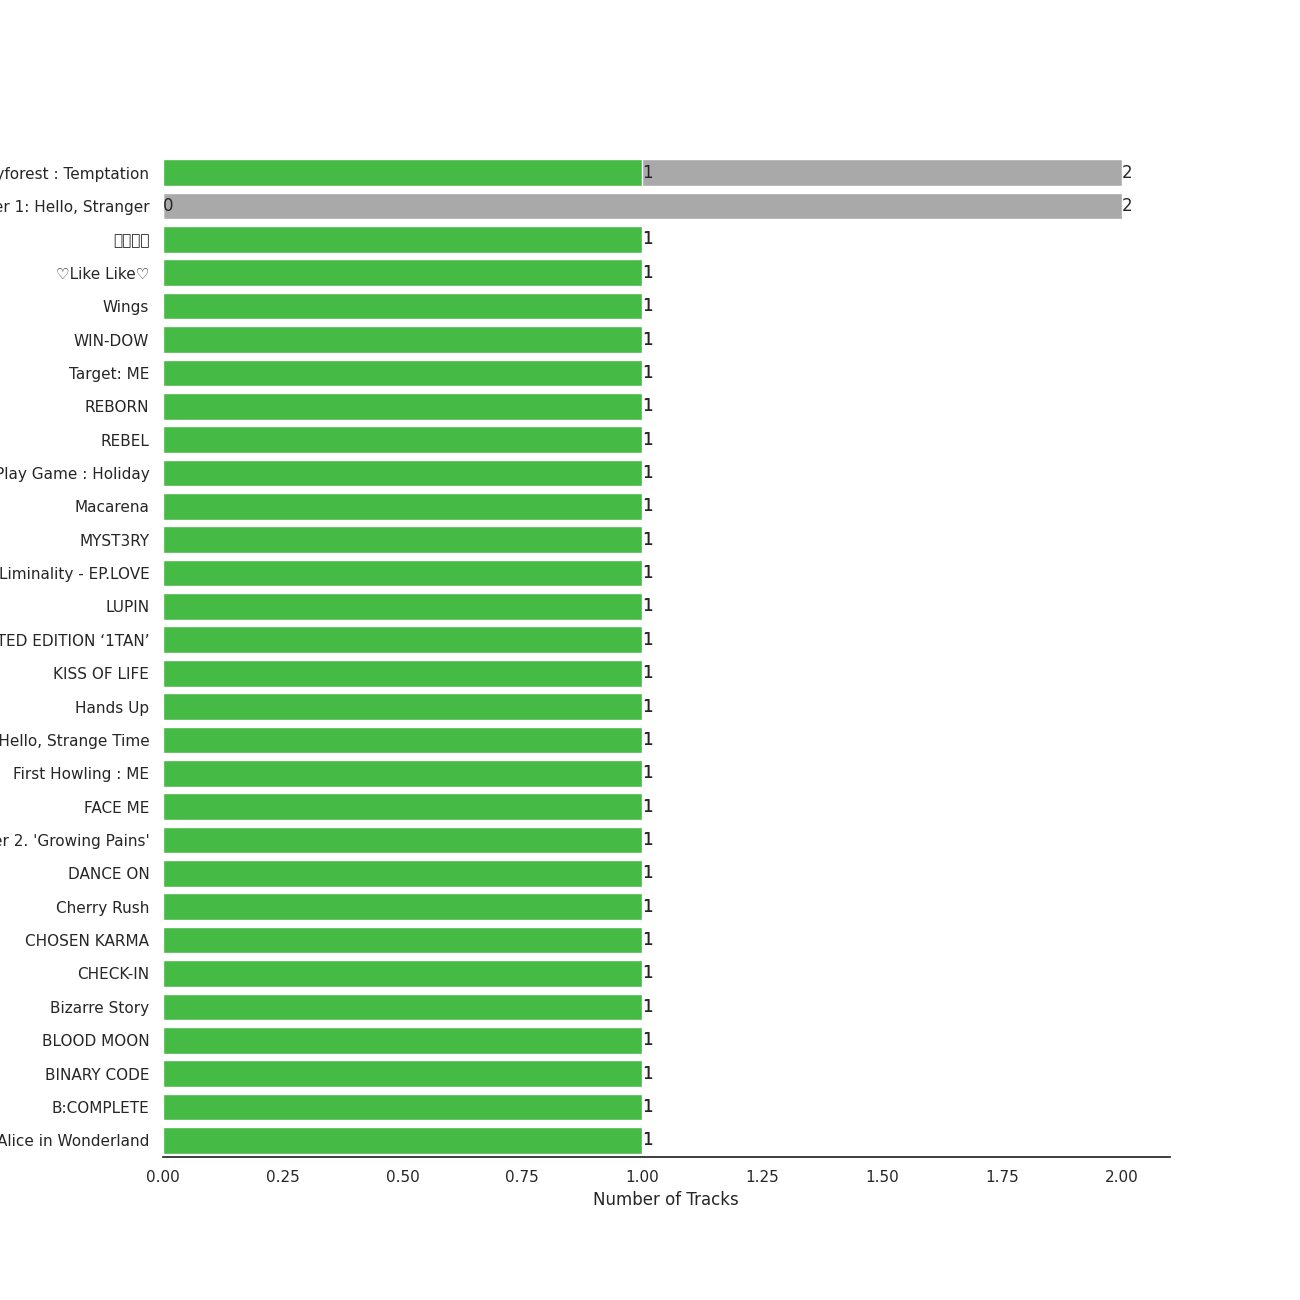 yforest : Temptation 1 2
er 1: Hello, Stranger 0 2
1
♡Like Like♡ 1
Wings 1
WIN-DOW 1
Target: ME 1
REBORN 1
REBEL 1
Play Game : Holiday 1
Macarena 1
MYST3RY 1
Liminality - EP.LOVE 1
LUPIN 1
TED EDITION ‘1TAN’ 1
KISS OF LIFE 1
Hands Up 1
Hello, Strange Time 1
First Howling : ME 1
FACE ME 1
er 2. 'Growing Pains' 1
DANCE ON 1
Cherry Rush 1
CHOSEN KARMA 1
CHECK-IN 1
Bizarre Story 1
BLOOD MOON 1
BINARY CODE 1
B:COMPLETE 1
Alice in Wonderland 1
0.00 0.25 0.50 0.75 1.00 1.25 1.50 1.75 2.00
Number of Tracks